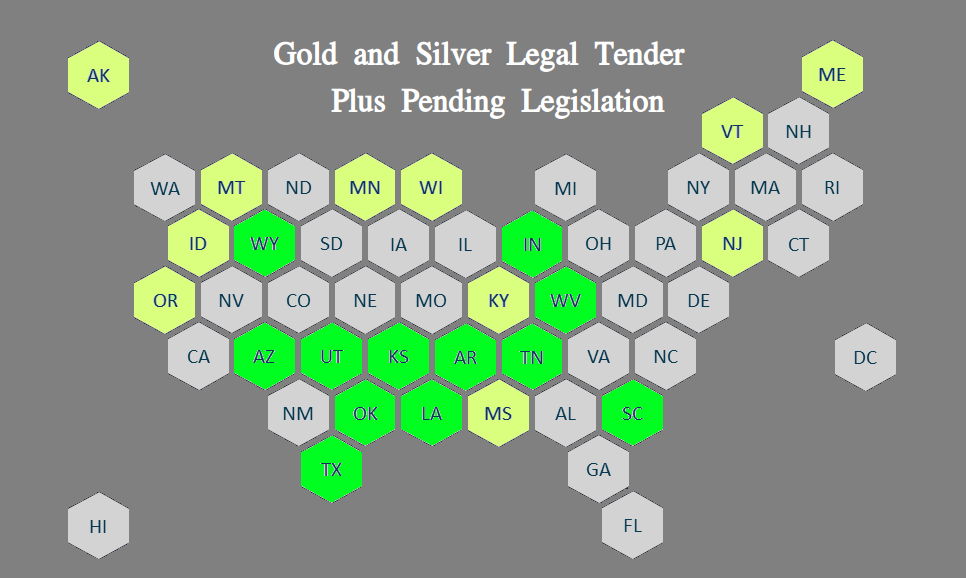 Gold and Silver Legal Tender
Plus Pending Legislation
AK
ME
VT
NH
WA
MT
ND
MN
WI
MI
NY
MA
RI
ID
WY
SD
IA
IL
IN
OH
PA
NJ
CT
OR
NV
CO
NE
MO
KY
WV
MD
DE
CA
AZ
UT
KS
AR
TN
VA
NC
DC
NM
OK
LA
MS
AL
SC
TX
GA
HI
FL